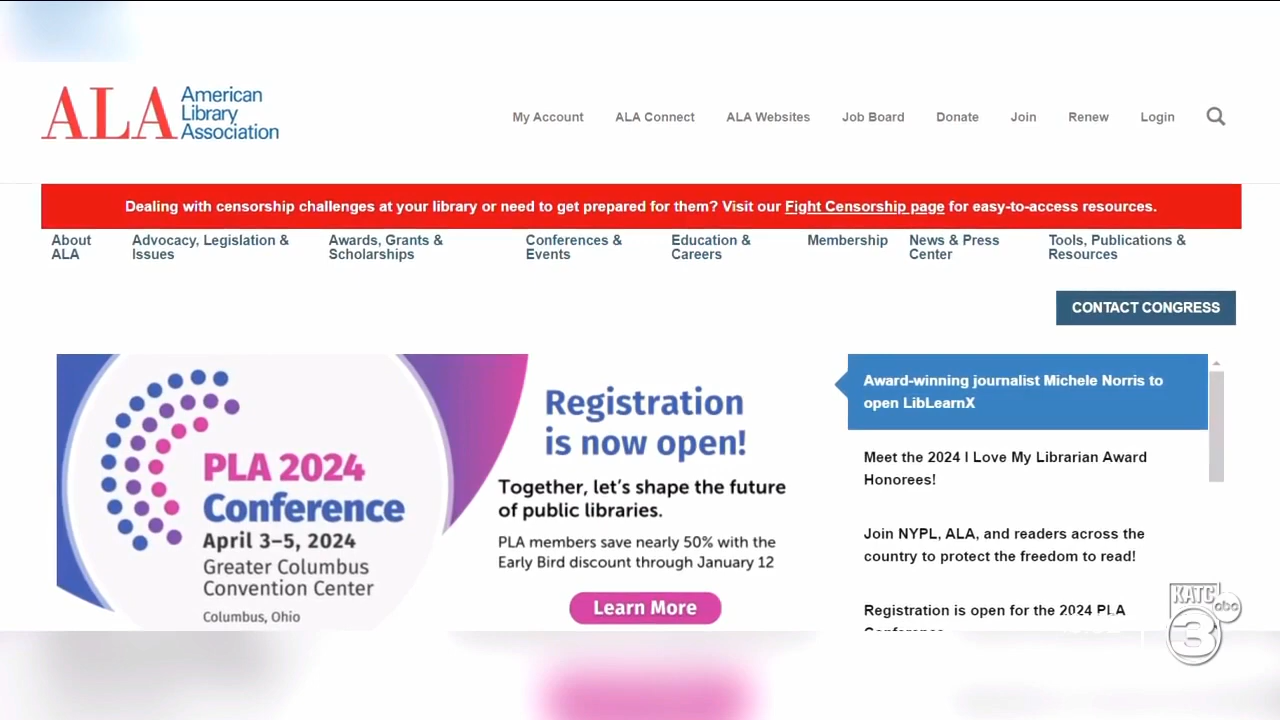 ALA American
Library
Association
My Account ALA Connect ALA Websites Job Board Donate Join Renew Login
Dealing with censorship challenges at your library or need to get prepared for them? Visit our Fight Censorship page for easy-to-access resources.
About
ALA
Advocacy, Legislation &
Issues
Awards, Grants &
Scholarships
Conferences &
Events
Education &
Careers
Membership
News & Press
Center
Tools, Publications &
Resources
CONTACT CONGRESS
PLA 2024
Conference
April 3–5, 2024
Greater Columbus
Convention Center
Columbus, Ohio
Registration
is now open!
Together, let's shape the future
of public libraries.
PLA members save nearly 50% with the
Early Bird discount through January 12
Learn More
Award-winning journalist Michele Norris to
open LibLearnX
Meet the 2024 I Love My Librarian Award
Honorees!
Join NYPL, ALA, and readers across the
country to protect the freedom to read!
Registration is open for the 2024 PLA
Conference
KATC
abc
3